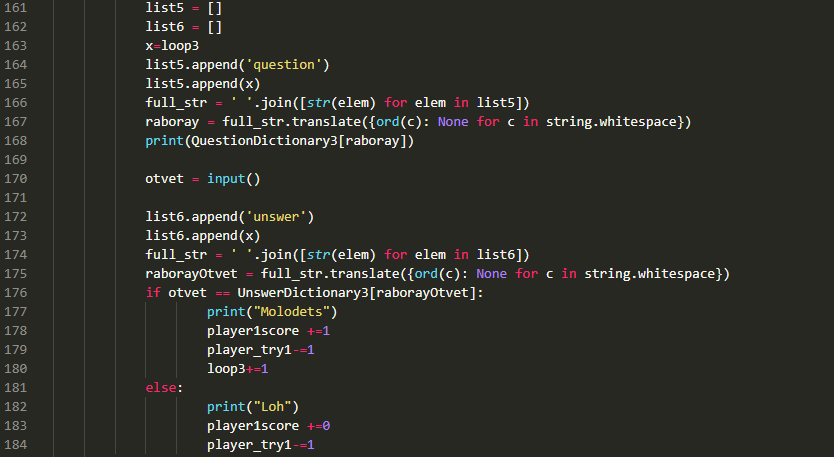 161 list5 = []
162 list6 = []
163 x=loop3
164 list5.append('question')
165 list5.append(x)
166 full_str = ' '.join([str(elem) for elem in list5])
167 raboray = full_str.translate({ord(c): None for c in string.whitespace})
168 print(QuestionDictionary3[raboray])
169
170 otvet = input()
171
172 list6.append('unswer')
173 list6.append(x)
174 full_str = ' '.join([str(elem) for elem in list6])
175 raborayOtvet = full_str.translate({ord(c): None for c in string.whitespace})
176 if otvet == UnswerDictionary3[raborayOtvet]:
177 print("Molodets")
178 player1score +=1
179 player_try1-=1
180 loop3+=1
181 else:
182 print("Loh")
183 player1score +=0
184 player_try1-=1